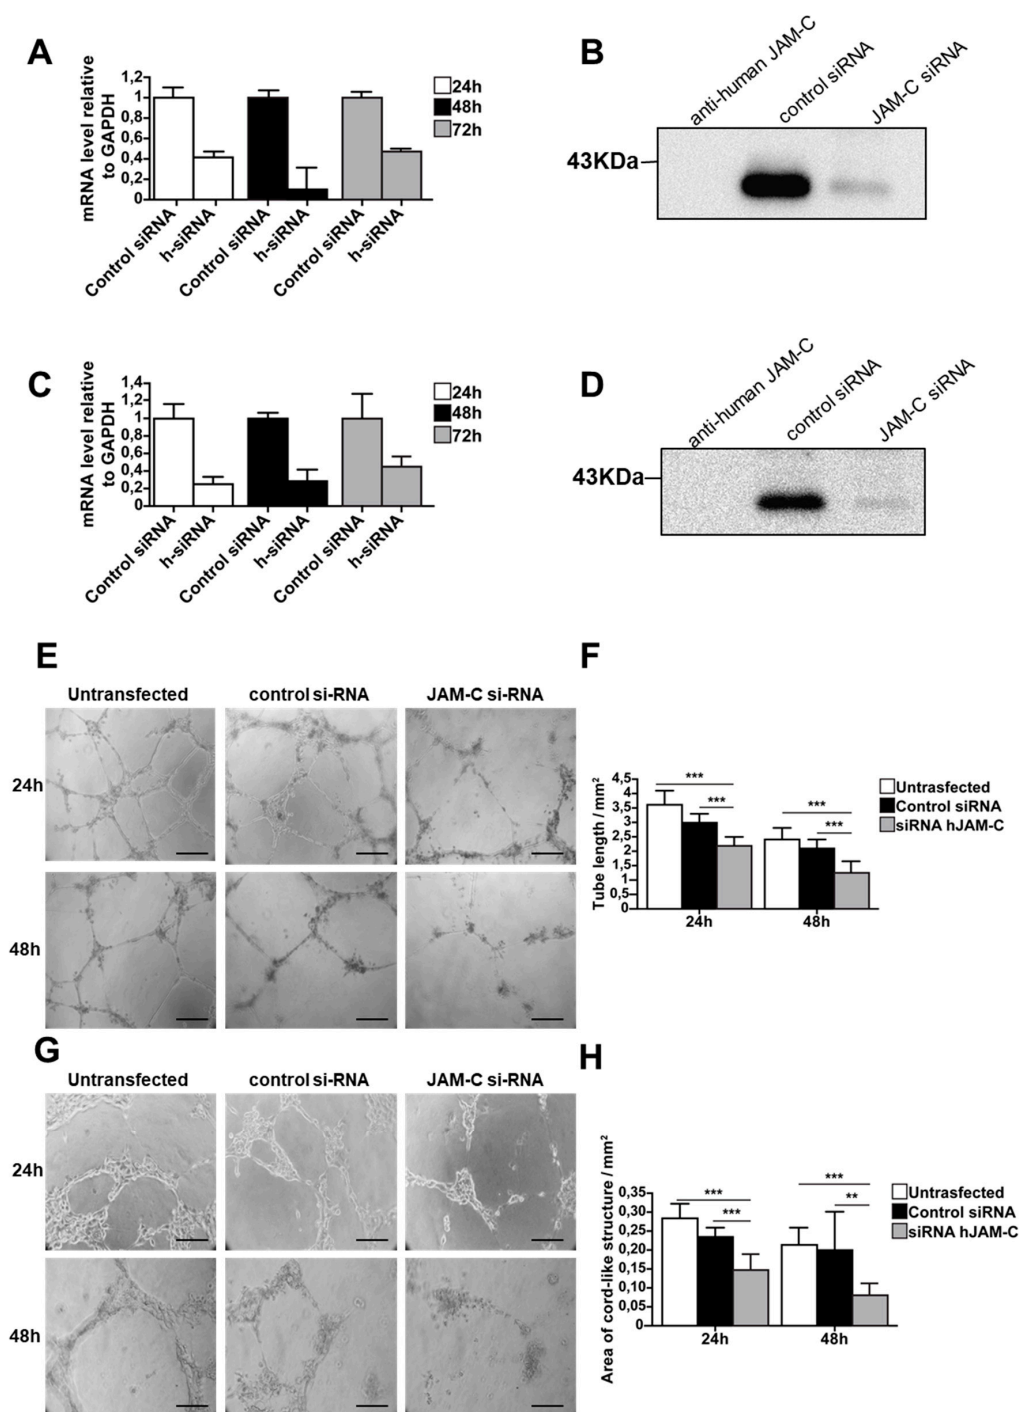 A
mRNA level relative
to GAPDH
1,2
1
0,8
0,6
0,4
0,2
0
Control siRNA
h-siRNA
Control siRNA
h-siRNA
Control siRNA
h-siRNA
24h
48h
72h
B
anti-human JAM-C
control siRNA
JAM-C siRNA
43KDa
C
mRNA level relative
to GAPDH
1,4
1,2
1
0,8
0,6
0,4
0,2
0
Control siRNA
h-siRNA
Control siRNA
h-siRNA
Control siRNA
h-siRNA
24h
48h
72h
D
anti-human JAM-C
control siRNA
JAM-C siRNA
43KDa
E
Untransfected
control si-RNA
JAM-C si-RNA
24h
48h
F
Tube length / mm²
4,5
4
3,5
3
2,5
2
1,5
1
0,5
0
***
***
***
***
24h
48h
Untrasfected
Control siRNA
siRNA hJAM-C
G
Untransfected
control si-RNA
JAM-C si-RNA
24h
48h
H
Area of cord-like structure / mm²
0,35
0,30
0,25
0,20
0,15
0,10
0,05
0
***
***
***
**
24h
48h
Untrasfected
Control siRNA
siRNA hJAM-C